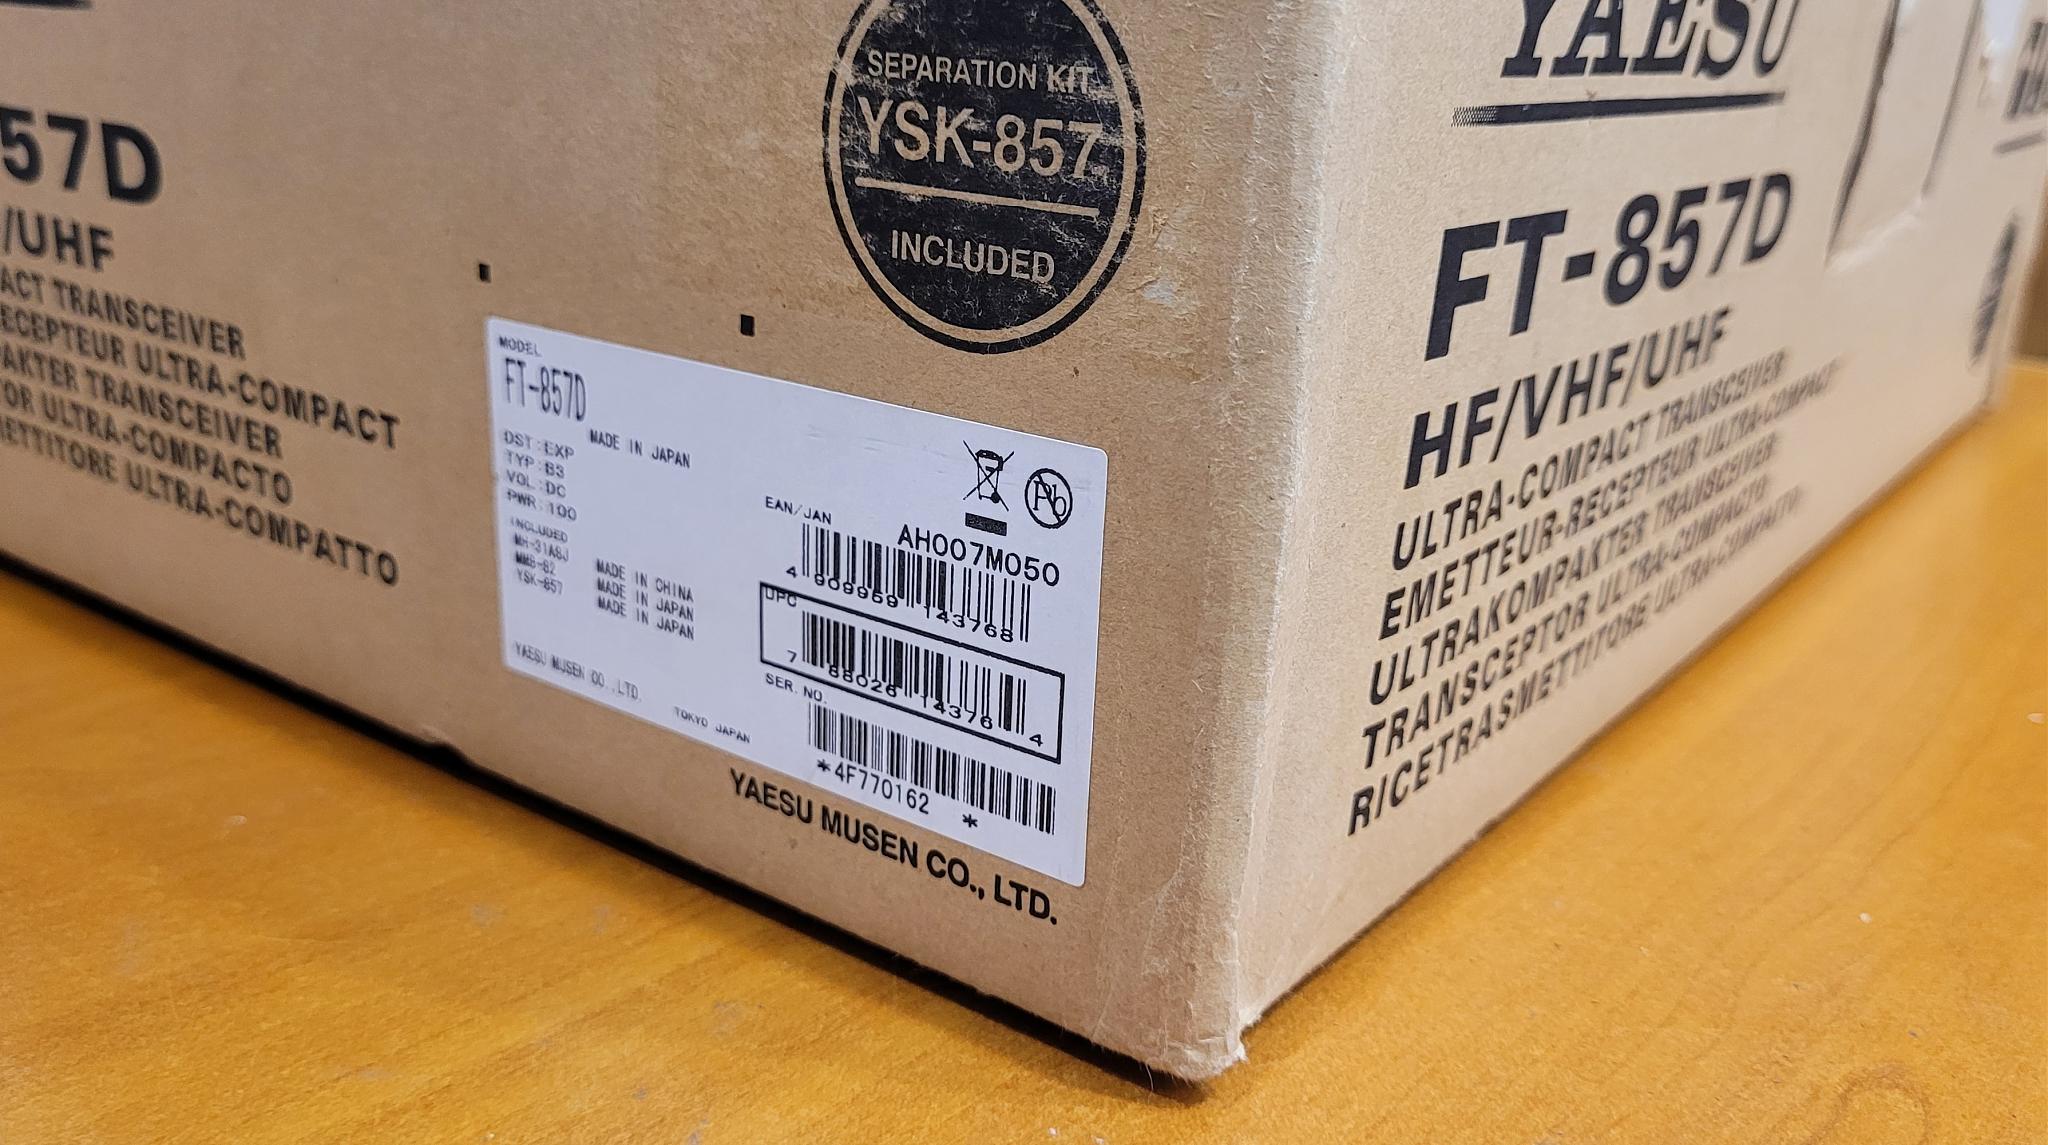 57D
/UHF
ACT TRANSCEIVER
ECEPTEUR ULTRA-COMPACT
PAKTER TRANSCEIVER
OR ULTRA-COMPACTO
METTITORE ULTRA-COMPATTO
SEPARATION KIT
YSK-857
INCLUDED
MODEL
FT-857D
MADE IN JAPAN
DST:EXP
TYP:B3
VOL:DC
PWR:100
INCLUDED
MH-31A8J MADE IN CHINA
MMB-82 MADE IN JAPAN
YSK-857 MADE IN JAPAN
YAESU MUSEN CO.,LTD.
TOKYO JAPAN
Pb
EAN/JAN
AH007M050
4 909959 143768
UPC
7 88026 14376 4
SER. NO.
*4F770162 *
YAESU MUSEN CO., LTD.
YAESU
FT-857D
HF/VHF/UHF
ULTRA-COMPACT TRANSCEIVER
EMETTEUR-RECEPTEUR ULTRA-COMPACT
ULTRAKOMPAKTER TRANSCEIVER
TRANSCEPTOR ULTRA-COMPACTO
RICETRASMETTITORE ULTRA-COMPATTO